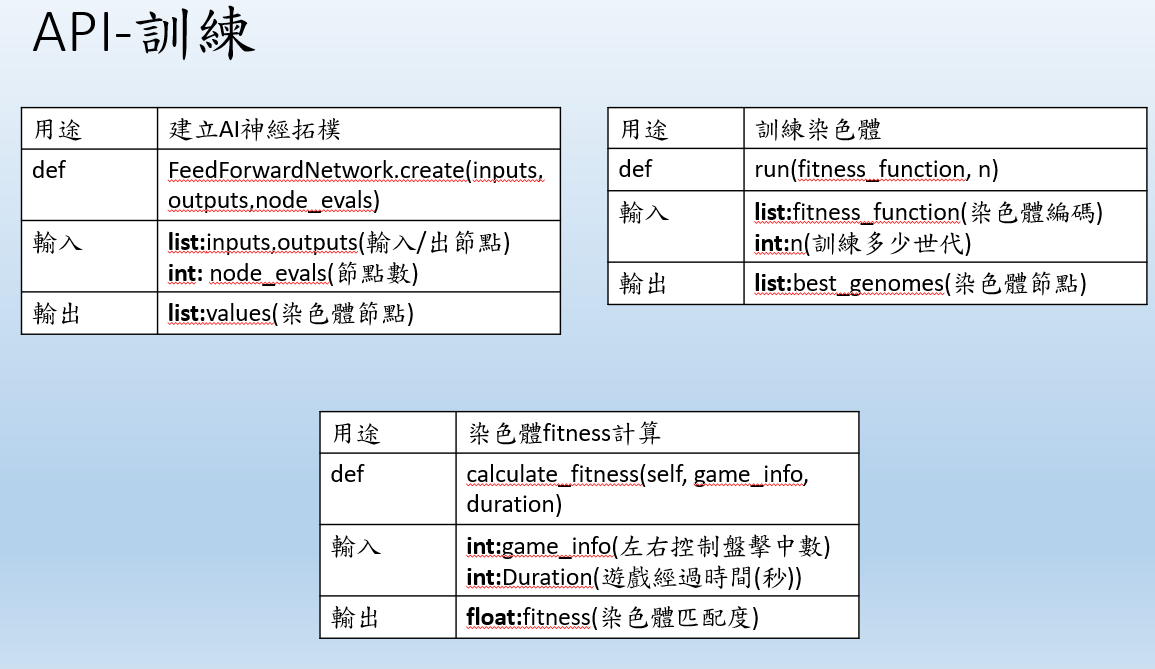 API-訓練
用途 建立AI神經拓樸
def FeedForwardNetwork.create(inputs,
outputs,node_evals)
輸入 list:inputs,outputs(輸入/出節點)
int: node_evals(節點數)
輸出 list:values(染色體節點)
用途 訓練染色體
def run(fitness_function, n)
輸入 list:fitness_function(染色體編碼)
int:n(訓練多少世代)
輸出 list:best_genomes(染色體節點)
用途 染色體fitness計算
def calculate_fitness(self, game_info,
duration)
輸入 int:game_info(左右控制盤擊中數)
int:Duration(遊戲經過時間(秒))
輸出 float:fitness(染色體匹配度)